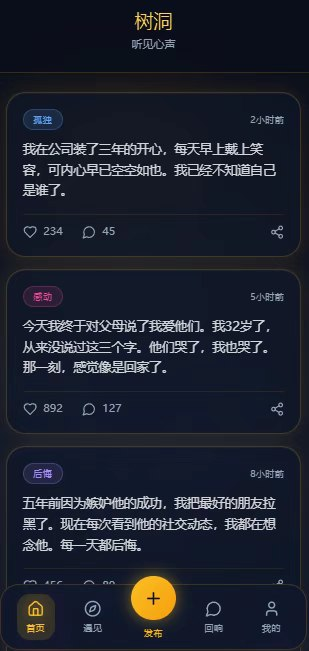 树洞
听见心声
孤独
2小时前
我在公司装了三年的开心，每天早上戴上笑
容，可内心早已空空如也。我已经不知道自己
是谁了。
234
45
感动
5小时前
今天我终于对父母说了我爱他们。我32岁了，
从来没说过这三个字。他们哭了，我也哭了。
那一刻，感觉像是回家了。
892
127
后悔
8小时前
五年前因为嫉妒他的成功，我把最好的朋友拉
黑了。现在每次看到他的社交动态，我都在想
念他。每一天都后悔。
首页
遇见
发布
回响
我的